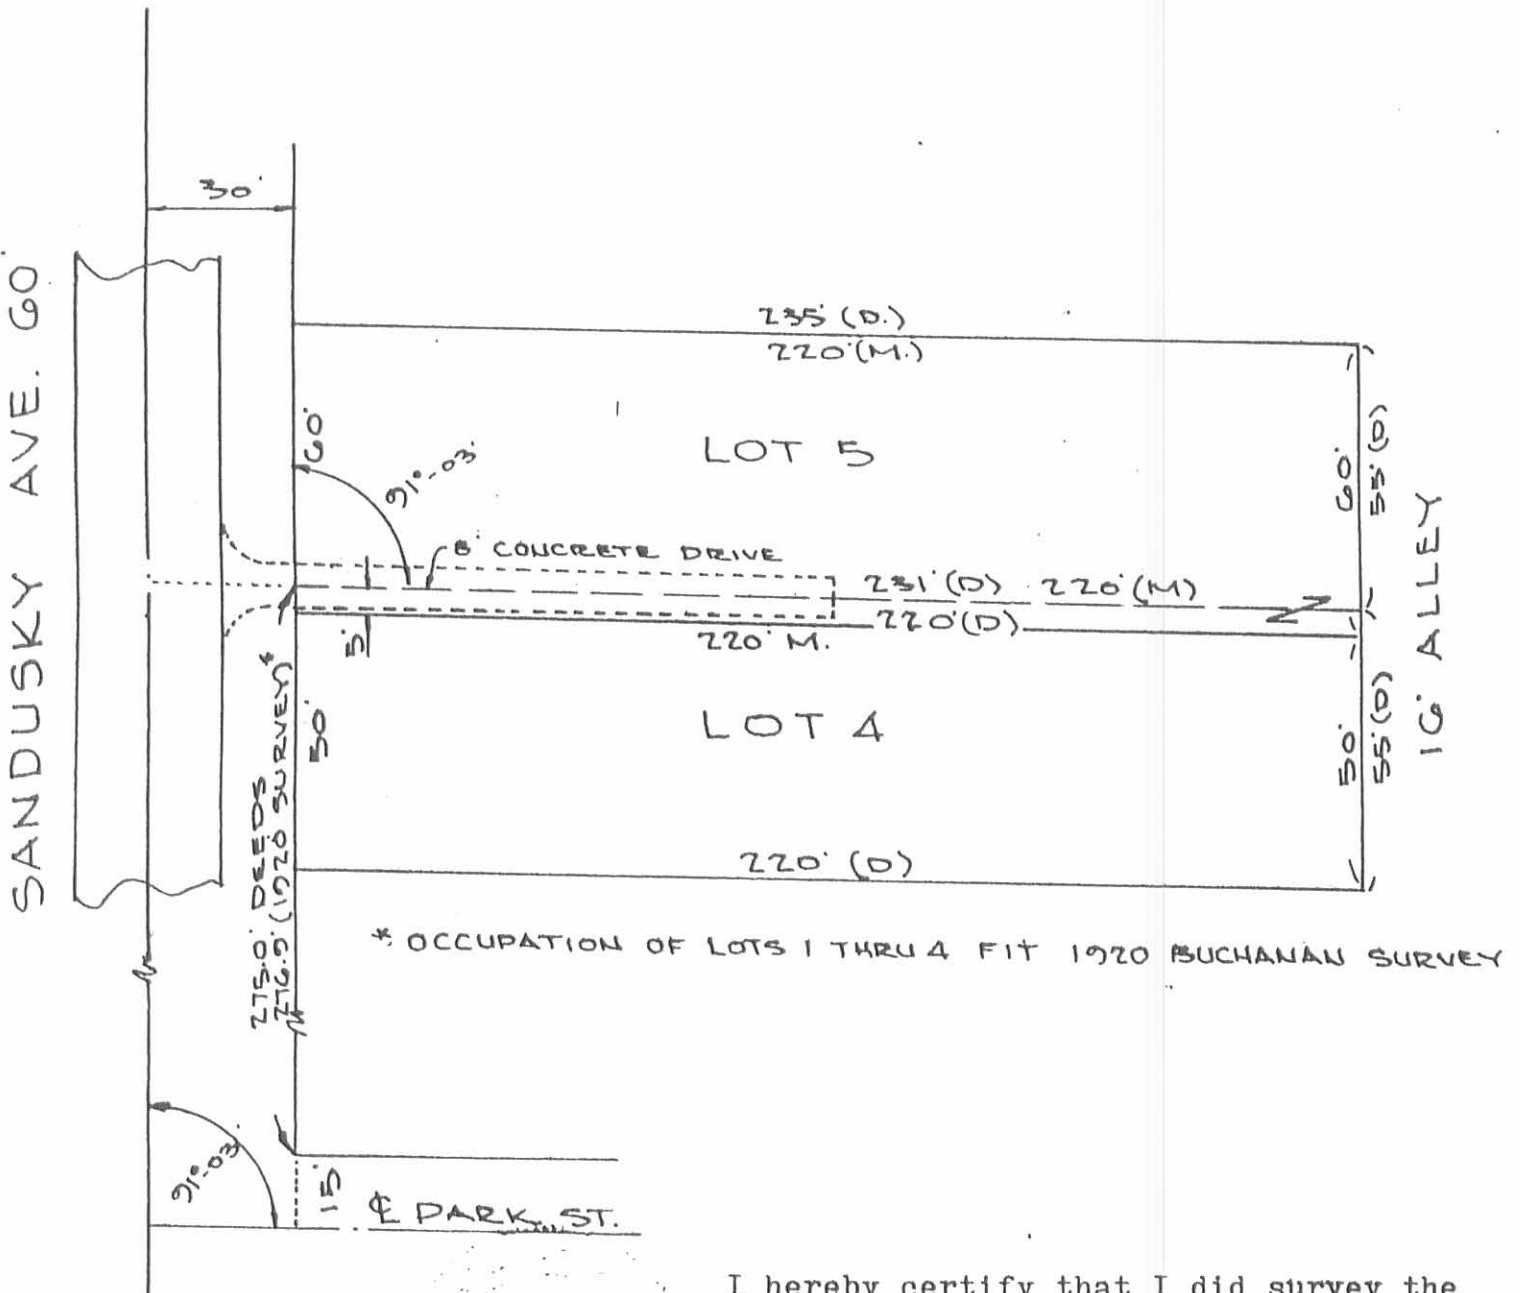 30'
SANDUSKY AVE. 60'
235' (D.)
220' (M.)
LOT 5
60'
91°-03'
60'
55' (D)
8' CONCRETE DRIVE
231' (D) 220' (M)
220' (D)
220' M.
5'
16' ALLEY
LOT 4
50'
50'
55' (D)
275.0' DEEDS
276.9' (1920 SURVEY)*
220' (D)
* OCCUPATION OF LOTS 1 THRU 4 FIT 1920 BUCHANAN SURVEY
91°-03'
15'
℄ PARK ST.
I hereby certify that I did survey the